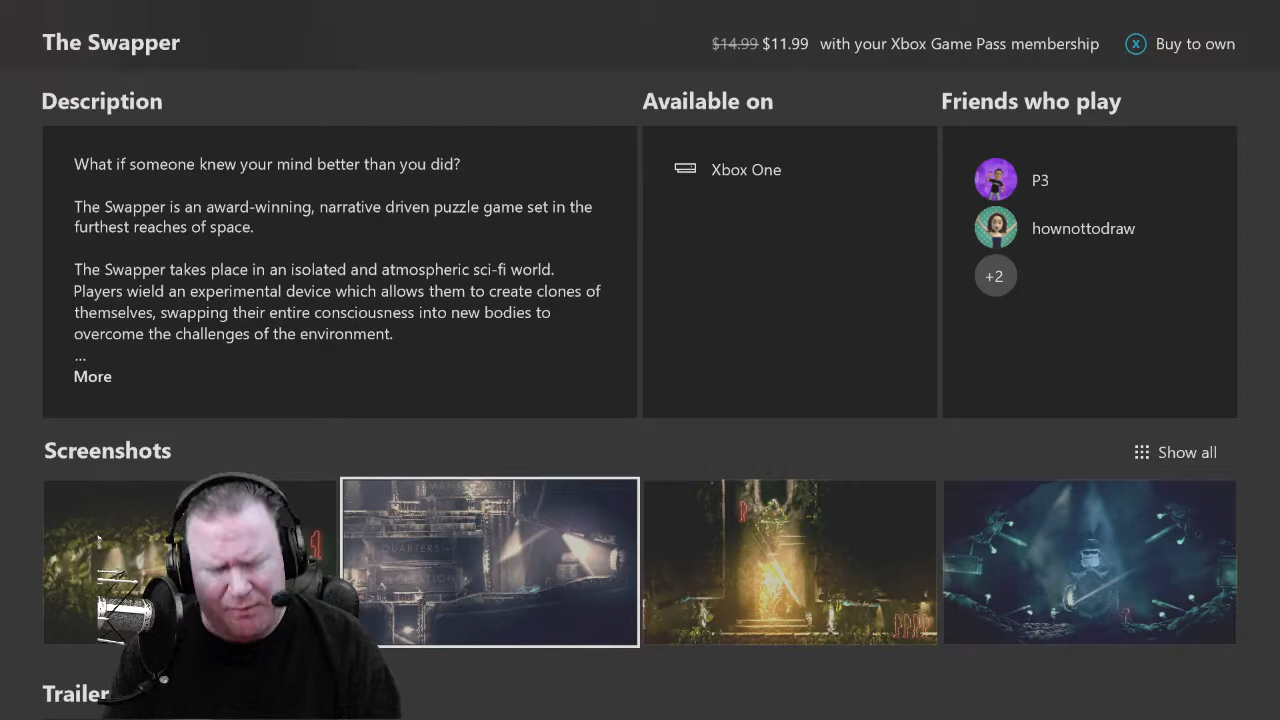 The Swapper
$14.99 $11.99 with your Xbox Game Pass membership
X Buy to own
Description
Available on
Friends who play
What if someone knew your mind better than you did?
The Swapper is an award-winning, narrative driven puzzle game set in the
furthest reaches of space.
The Swapper takes place in an isolated and atmospheric sci-fi world.
Players wield an experimental device which allows them to create clones of
themselves, swapping their entire consciousness into new bodies to
overcome the challenges of the environment.
...
More
Xbox One
P3
hownottodraw
+2
Screenshots
Show all
QUARTERS
Trailer